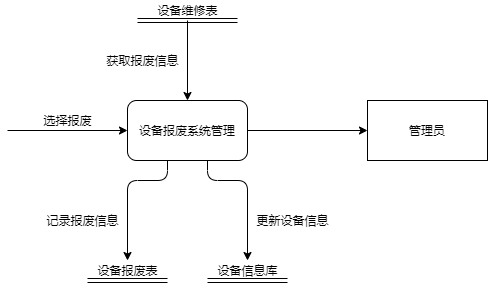 设备维修表
获取报废信息
选择报废
设备报废系统管理
管理员
记录报废信息
更新设备信息
设备报废表
设备信息库